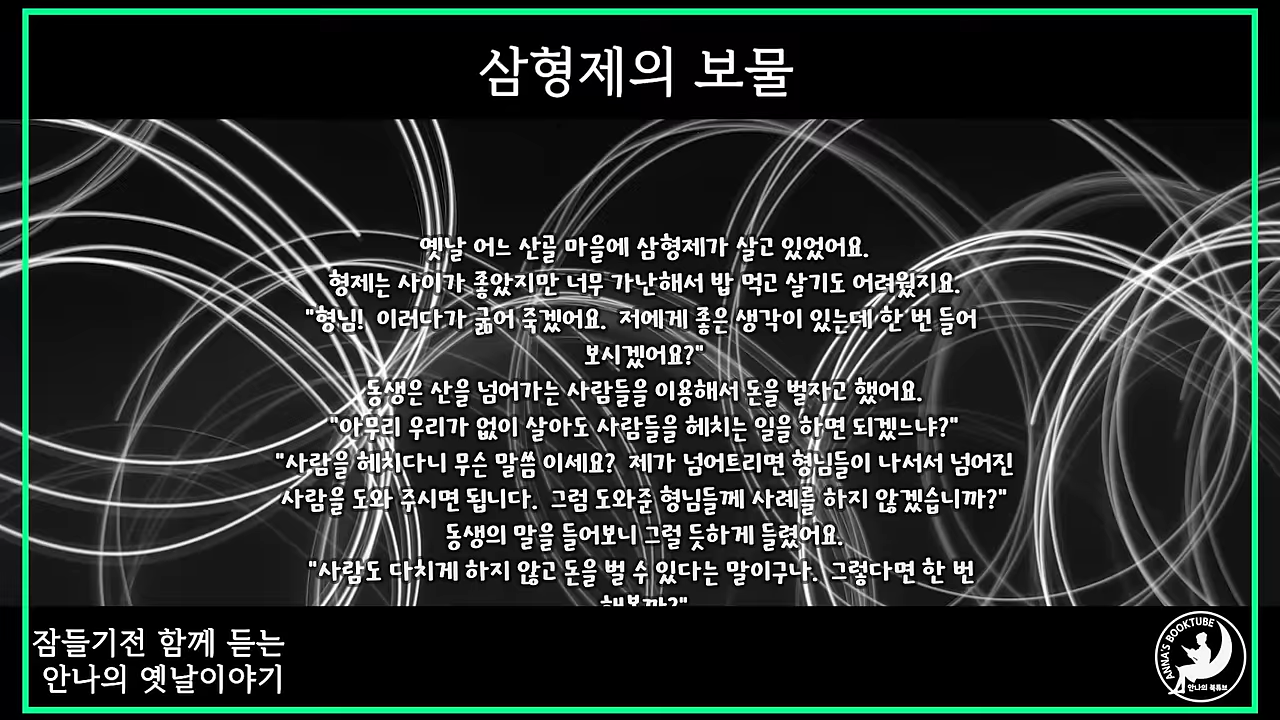 삼형제의 보물
옛날 어느 산골 마을에 삼형제가 살고 있었어요.
형제는 사이가 좋았지만 너무 가난해서 밥 먹고 살기도 어려웠지요.
"형님! 이러다가 굶어 죽겠어요. 저에게 좋은 생각이 있는데 한 번 들어
보시겠어요?"
동생은 산을 넘어가는 사람들을 이용해서 돈을 벌자고 했어요.
"아무리 우리가 없이 살아도 사람들을 헤치는 일을 하면 되겠느냐?"
"사람을 헤치다니 무슨 말씀 이세요? 제가 넘어트리면 형님들이 나서서 넘어진
사람을 도와 주시면 됩니다. 그럼 도와준 형님들께 사례를 하지 않겠습니까?"
동생의 말을 들어보니 그럴 듯하게 들렸어요.
"사람도 다치게 하지 않고 돈을 벌 수 있다는 말이구나. 그렇다면 한 번
해볼까?"
잠들기전 함께 듣는
안나의 옛날이야기
ANNA'S BOOKTUBE
안나의 북튜브